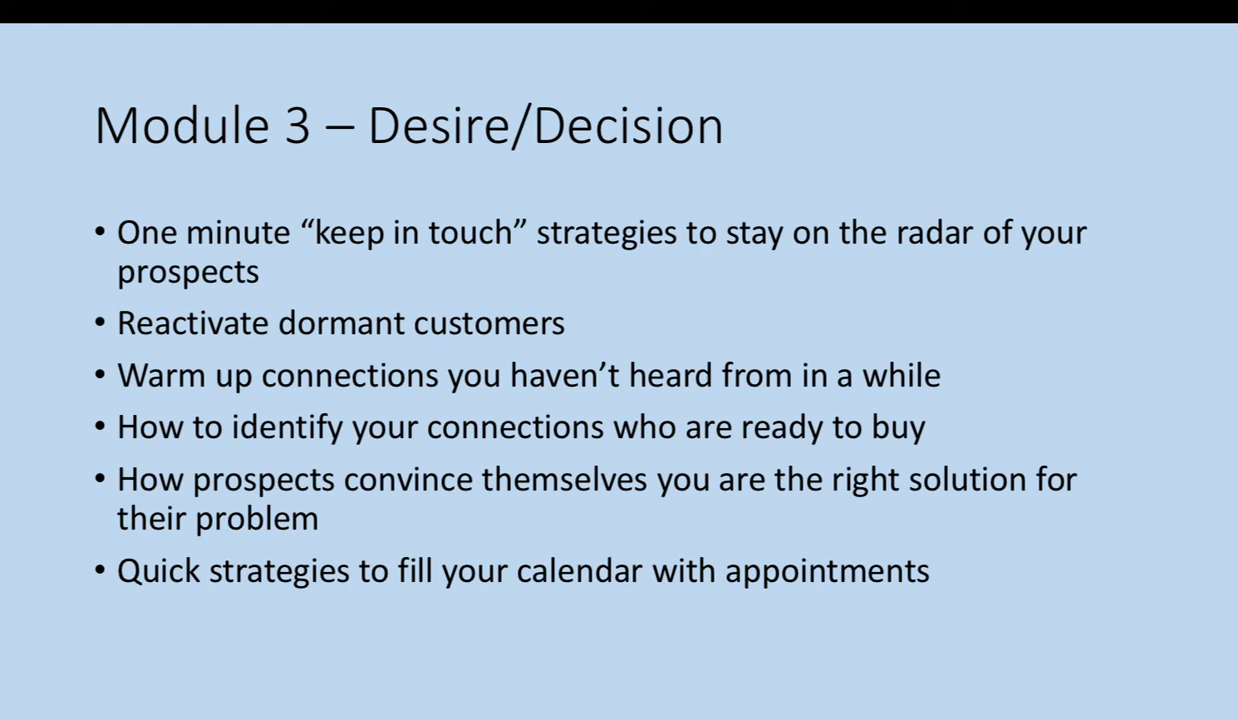 Module 3 – Desire/Decision
• One minute “keep in touch” strategies to stay on the radar of your
prospects
• Reactivate dormant customers
• Warm up connections you haven’t heard from in a while
• How to identify your connections who are ready to buy
• How prospects convince themselves you are the right solution for
their problem
• Quick strategies to fill your calendar with appointments